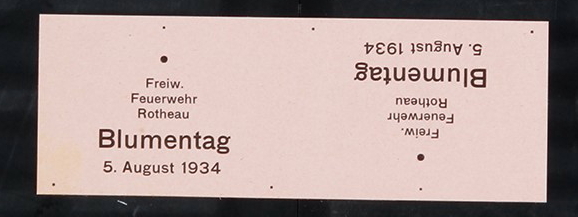 Freiw.
Feuerwehr
Rotheau
Blumentag
5. August 1934
Freiw.
Feuerwehr
Rotheau
Blumentag
5. August 1934